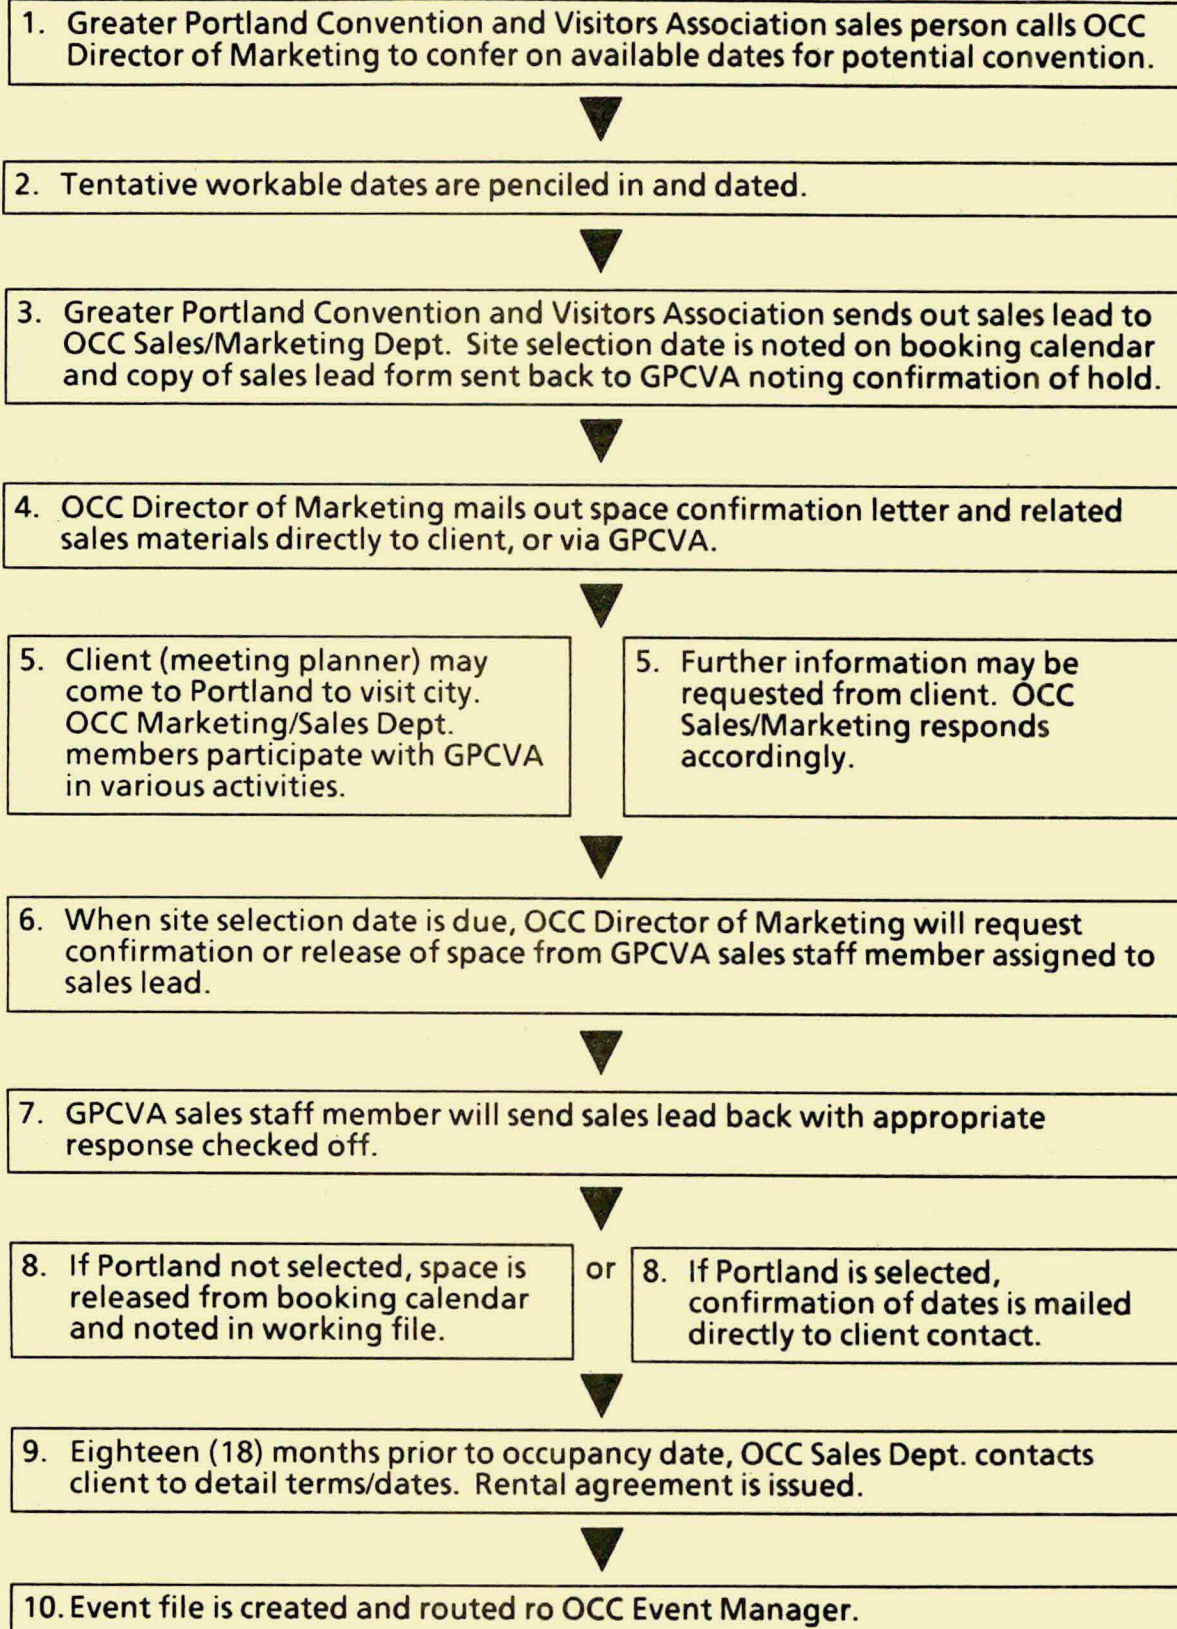 1. Greater Portland Convention and Visitors Association sales person calls OCC
Director of Marketing to confer on available dates for potential convention.
2. Tentative workable dates are penciled in and dated.
3. Greater Portland Convention and Visitors Association sends out sales lead to
OCC Sales/Marketing Dept. Site selection date is noted on booking calendar
and copy of sales lead form sent back to GPCVA noting confirmation of hold.
4. OCC Director of Marketing mails out space confirmation letter and related
sales materials directly to client, or via GPCVA.
5. Client (meeting planner) may
come to Portland to visit city.
OCC Marketing/Sales Dept.
members participate with GPCVA
in various activities.
5. Further information may be
requested from client. OCC
Sales/Marketing responds
accordingly.
6. When site selection date is due, OCC Director of Marketing will request
confirmation or release of space from GPCVA sales staff member assigned to
sales lead.
7. GPCVA sales staff member will send sales lead back with appropriate
response checked off.
8. If Portland not selected, space is
released from booking calendar
and noted in working file.
or
8. If Portland is selected,
confirmation of dates is mailed
directly to client contact.
9. Eighteen (18) months prior to occupancy date, OCC Sales Dept. contacts
client to detail terms/dates. Rental agreement is issued.
10. Event file is created and routed ro OCC Event Manager.